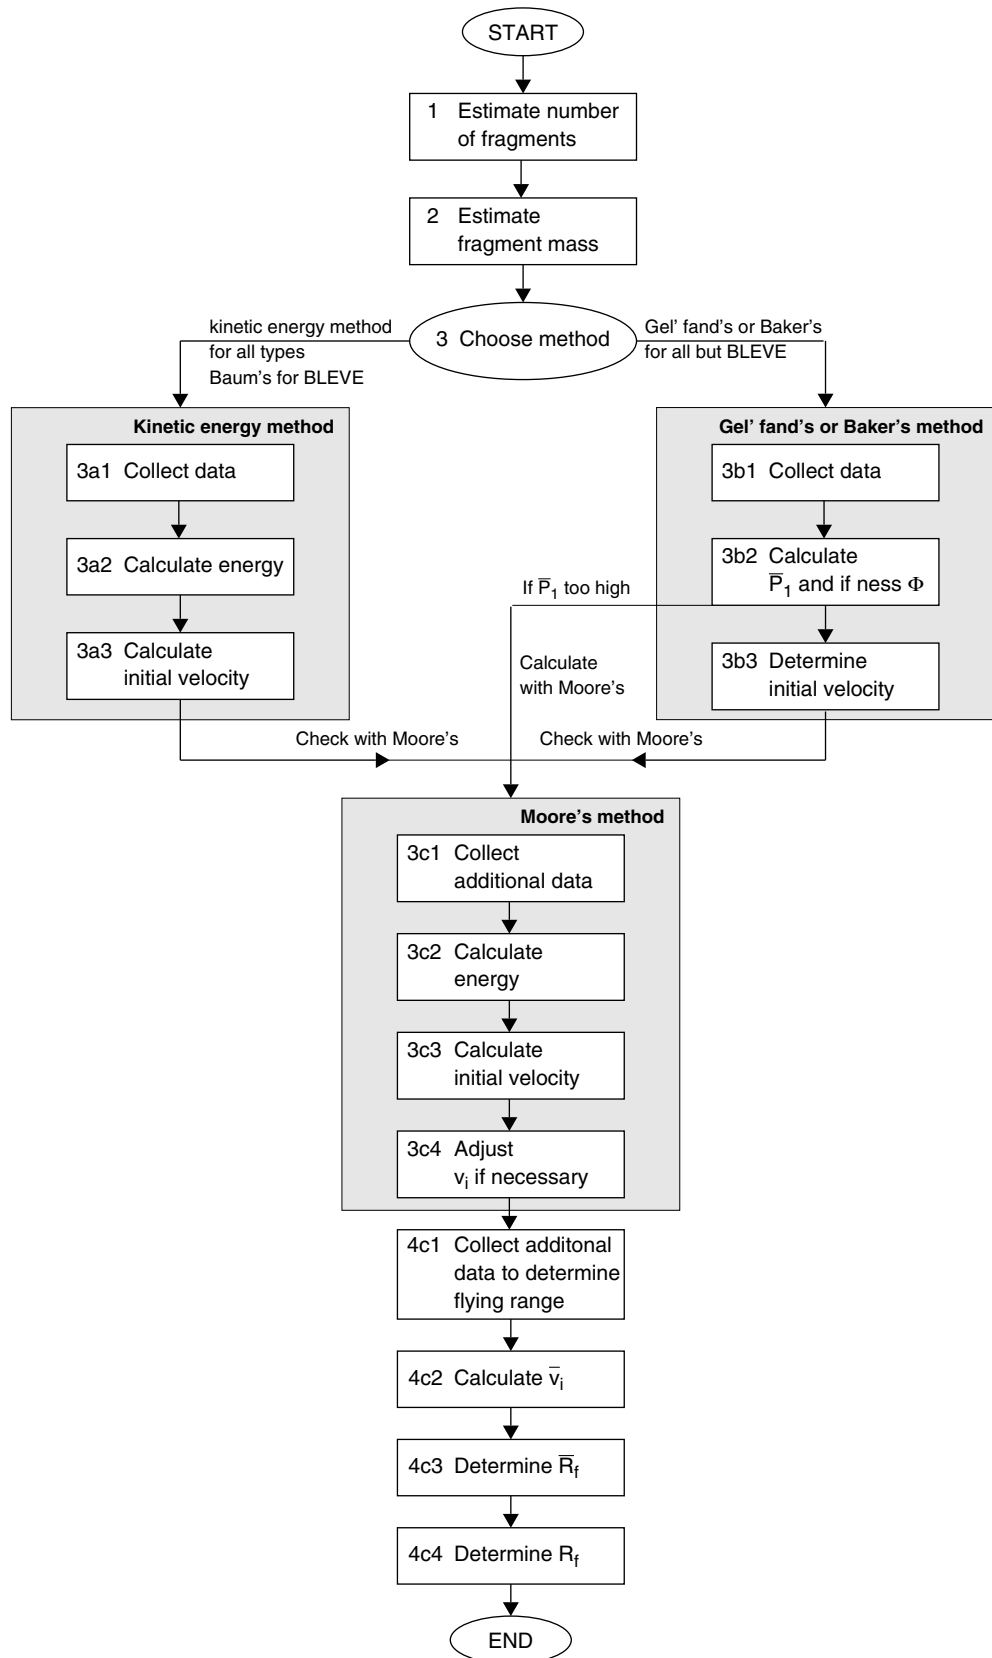 START
1 Estimate number
of fragments
2 Estimate
fragment mass
3 Choose method
kinetic energy method
for all types
Baum's for BLEVE
Gel' fand's or Baker's
for all but BLEVE
Kinetic energy method
3a1 Collect data
3a2 Calculate energy
3a3 Calculate
initial velocity
Gel' fand's or Baker's method
3b1 Collect data
3b2 Calculate
P̅₁ and if ness Φ
3b3 Determine
initial velocity
If P̅₁ too high
Calculate
with Moore's
Check with Moore's
Check with Moore's
Moore's method
3c1 Collect
additional data
3c2 Calculate
energy
3c3 Calculate
initial velocity
3c4 Adjust
vᵢ if necessary
4c1 Collect additonal
data to determine
flying range
4c2 Calculate v̅ᵢ
4c3 Determine R̅f
4c4 Determine Rf
END